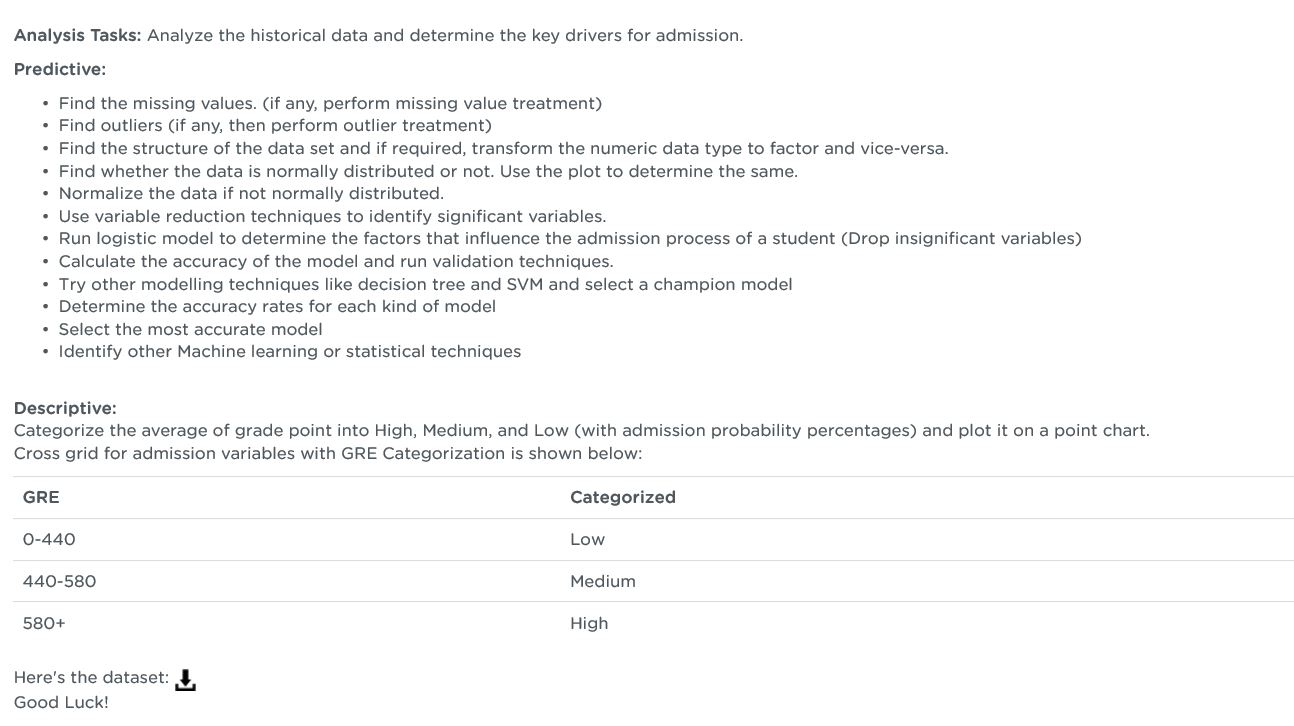 Analysis Tasks: Analyze the historical data and determine the key drivers for admission.
Predictive:
• Find the missing values. (if any, perform missing value treatment)
• Find outliers (if any, then perform outlier treatment)
• Find the structure of the data set and if required, transform the numeric data type to factor and vice-versa.
• Find whether the data is normally distributed or not. Use the plot to determine the same.
• Normalize the data if not normally distributed.
• Use variable reduction techniques to identify significant variables.
• Run logistic model to determine the factors that influence the admission process of a student (Drop insignificant variables)
• Calculate the accuracy of the model and run validation techniques.
• Try other modelling techniques like decision tree and SVM and select a champion model
• Determine the accuracy rates for each kind of model
• Select the most accurate model
• Identify other Machine learning or statistical techniques
Descriptive:
Categorize the average of grade point into High, Medium, and Low (with admission probability percentages) and plot it on a point chart.
Cross grid for admission variables with GRE Categorization is shown below:
GRE Categorized
0-440 Low
440-580 Medium
580+ High
Here's the dataset:
Good Luck!